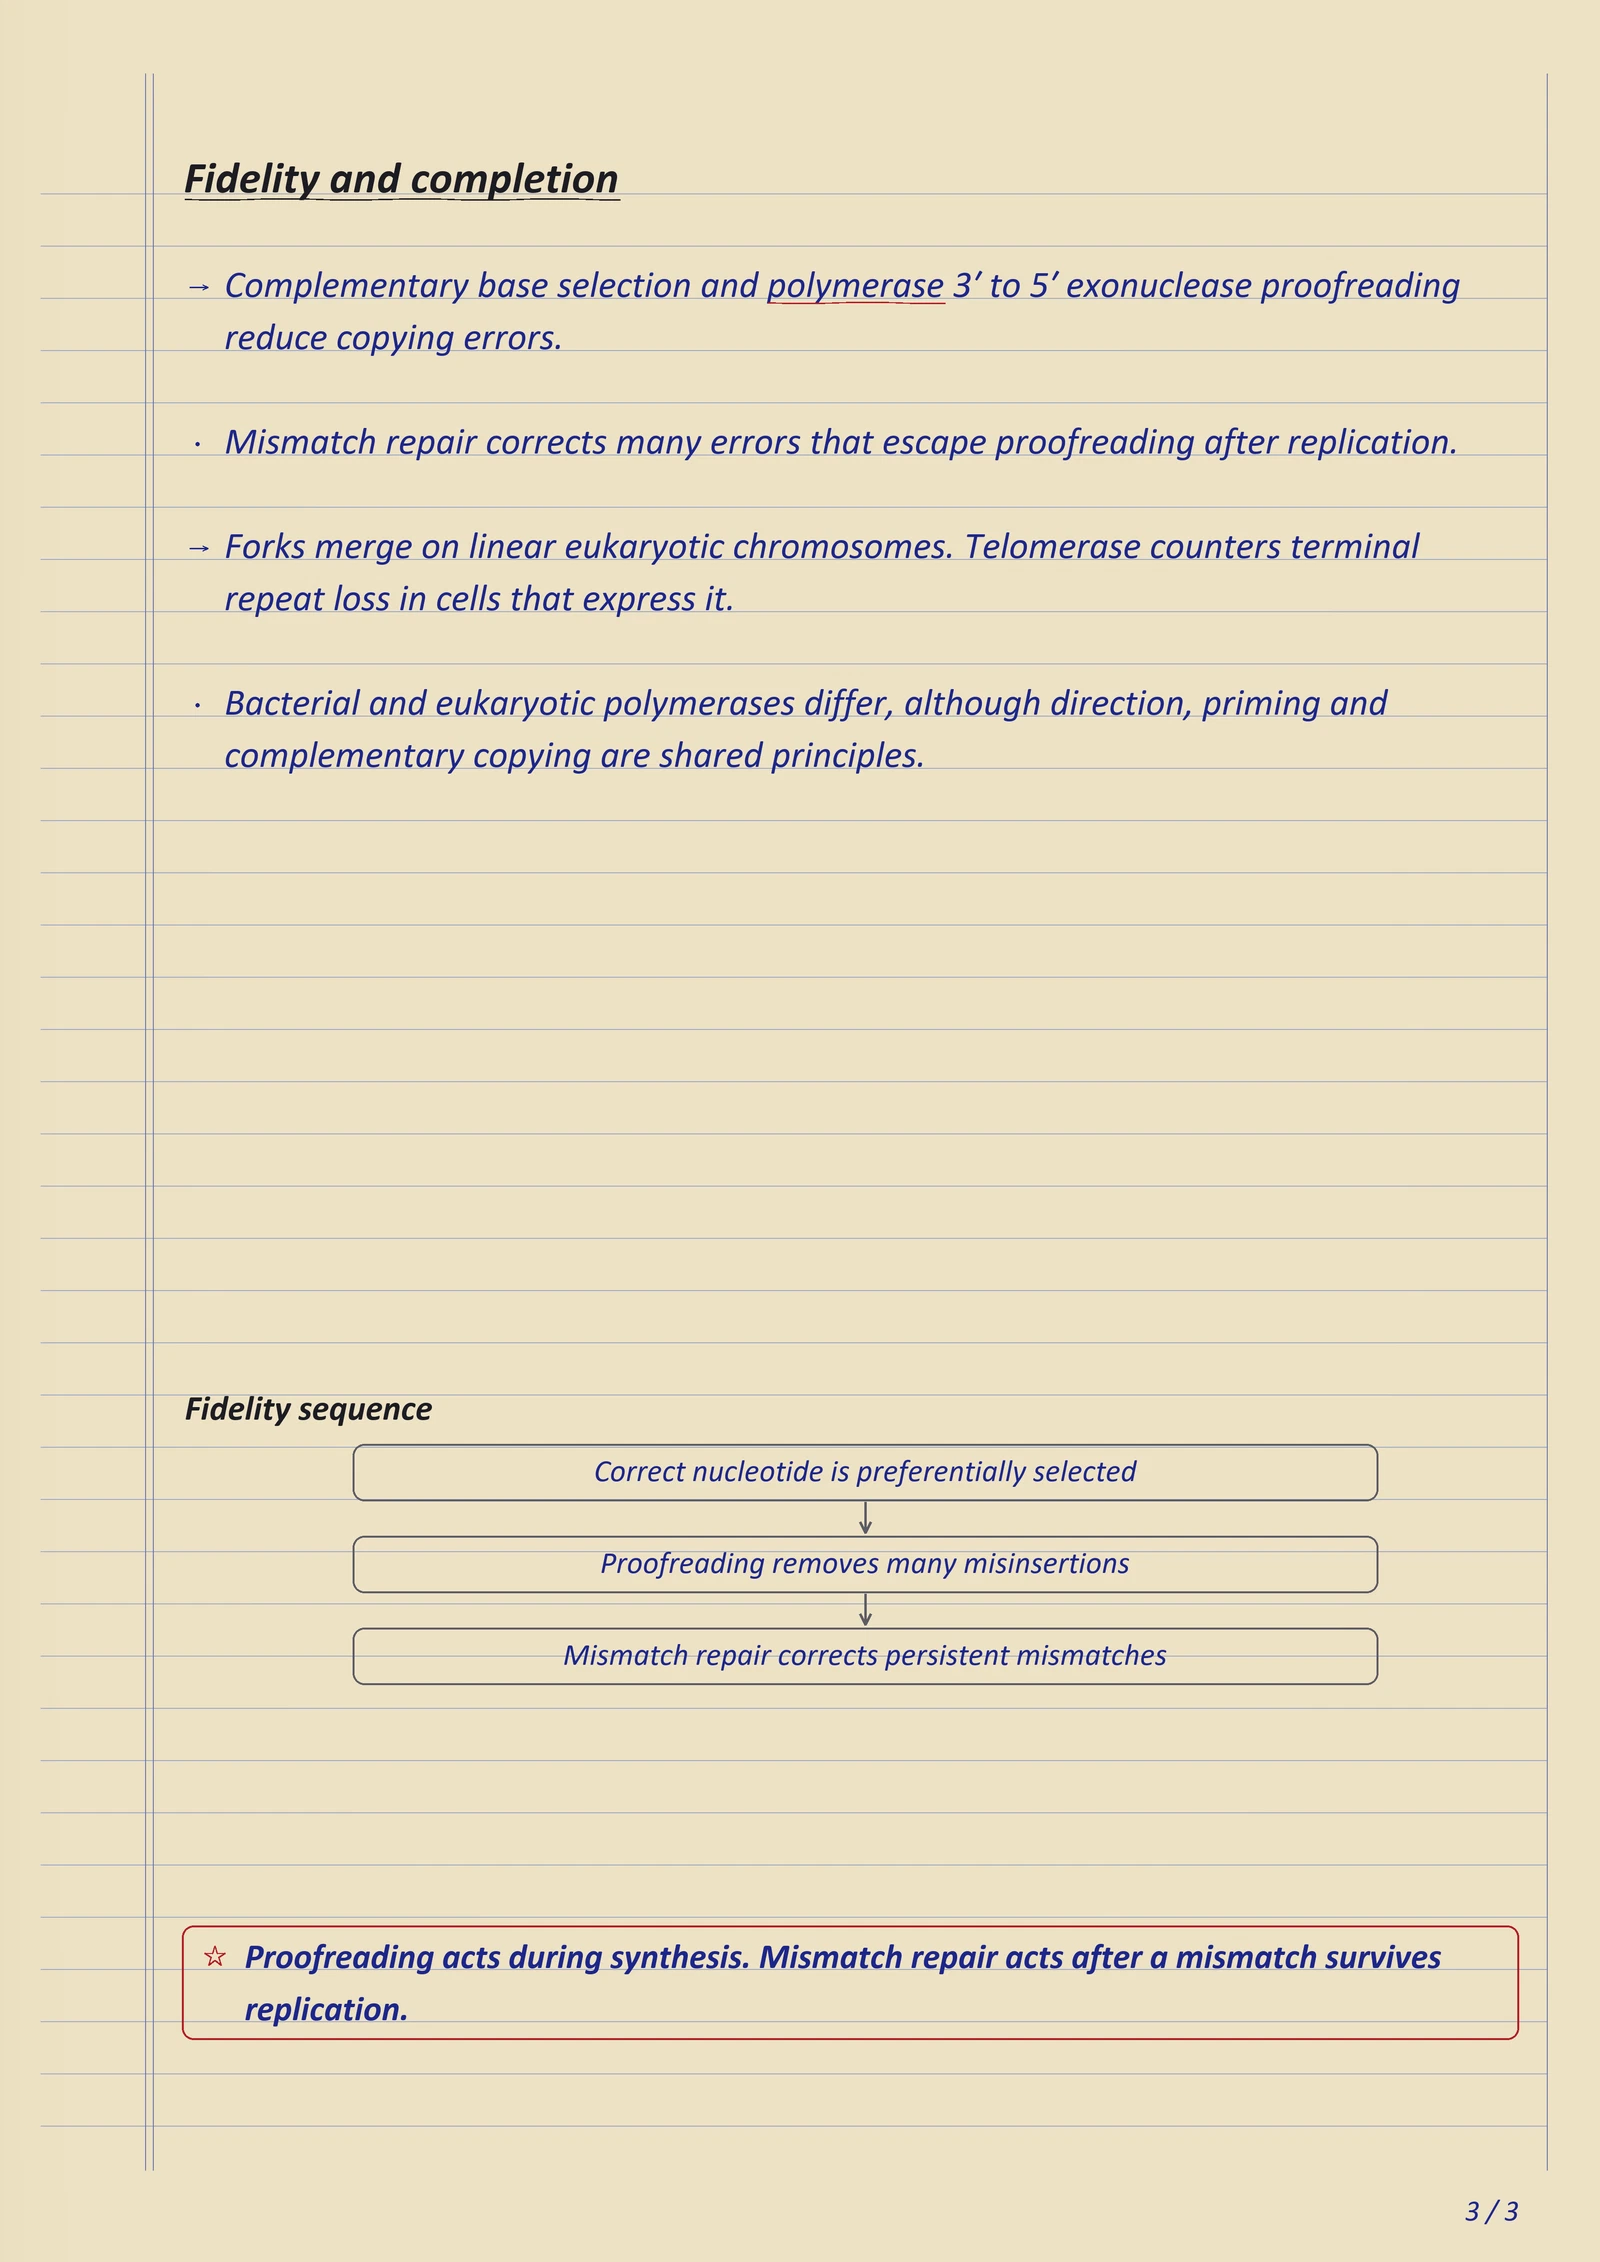 Fidelity and completion
→ Complementary base selection and polymerase 3′ to 5′ exonuclease proofreading
reduce copying errors.
· Mismatch repair corrects many errors that escape proofreading after replication.
→ Forks merge on linear eukaryotic chromosomes. Telomerase counters terminal
repeat loss in cells that express it.
· Bacterial and eukaryotic polymerases differ, although direction, priming and
complementary copying are shared principles.
Fidelity sequence
Correct nucleotide is preferentially selected
Proofreading removes many misinsertions
Mismatch repair corrects persistent mismatches
☆ Proofreading acts during synthesis. Mismatch repair acts after a mismatch survives
replication.
3 / 3